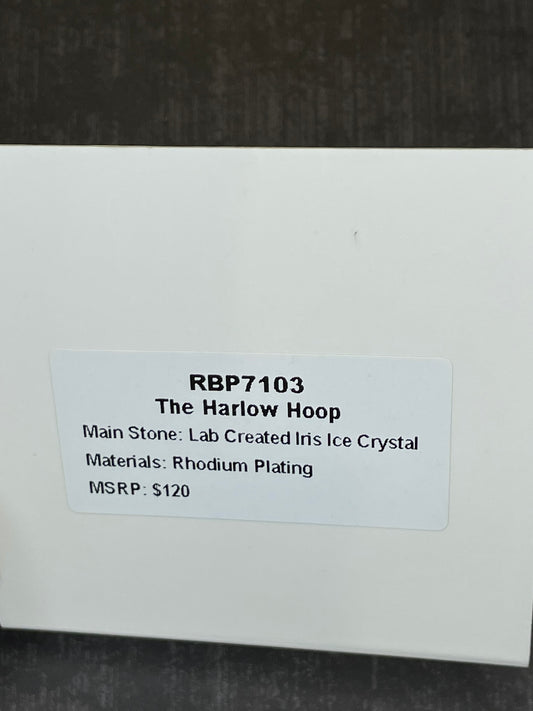 RBP7103
The Harlow Hoop
Main Stone: Lab Created Iris Ice Crystal
Materials: Rhodium Plating
MSRP: $120